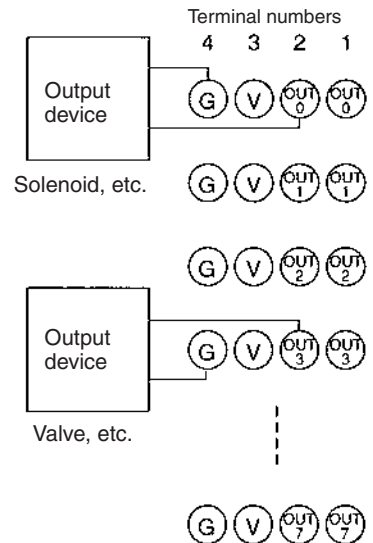 Terminal numbers
4 3 2 1
Output device
G V OUT 0 OUT 0
Solenoid, etc.
G V OUT 1 OUT 1
G V OUT 2 OUT 2
Output device
G V OUT 3 OUT 3
Valve, etc.
G V OUT 7 OUT 7